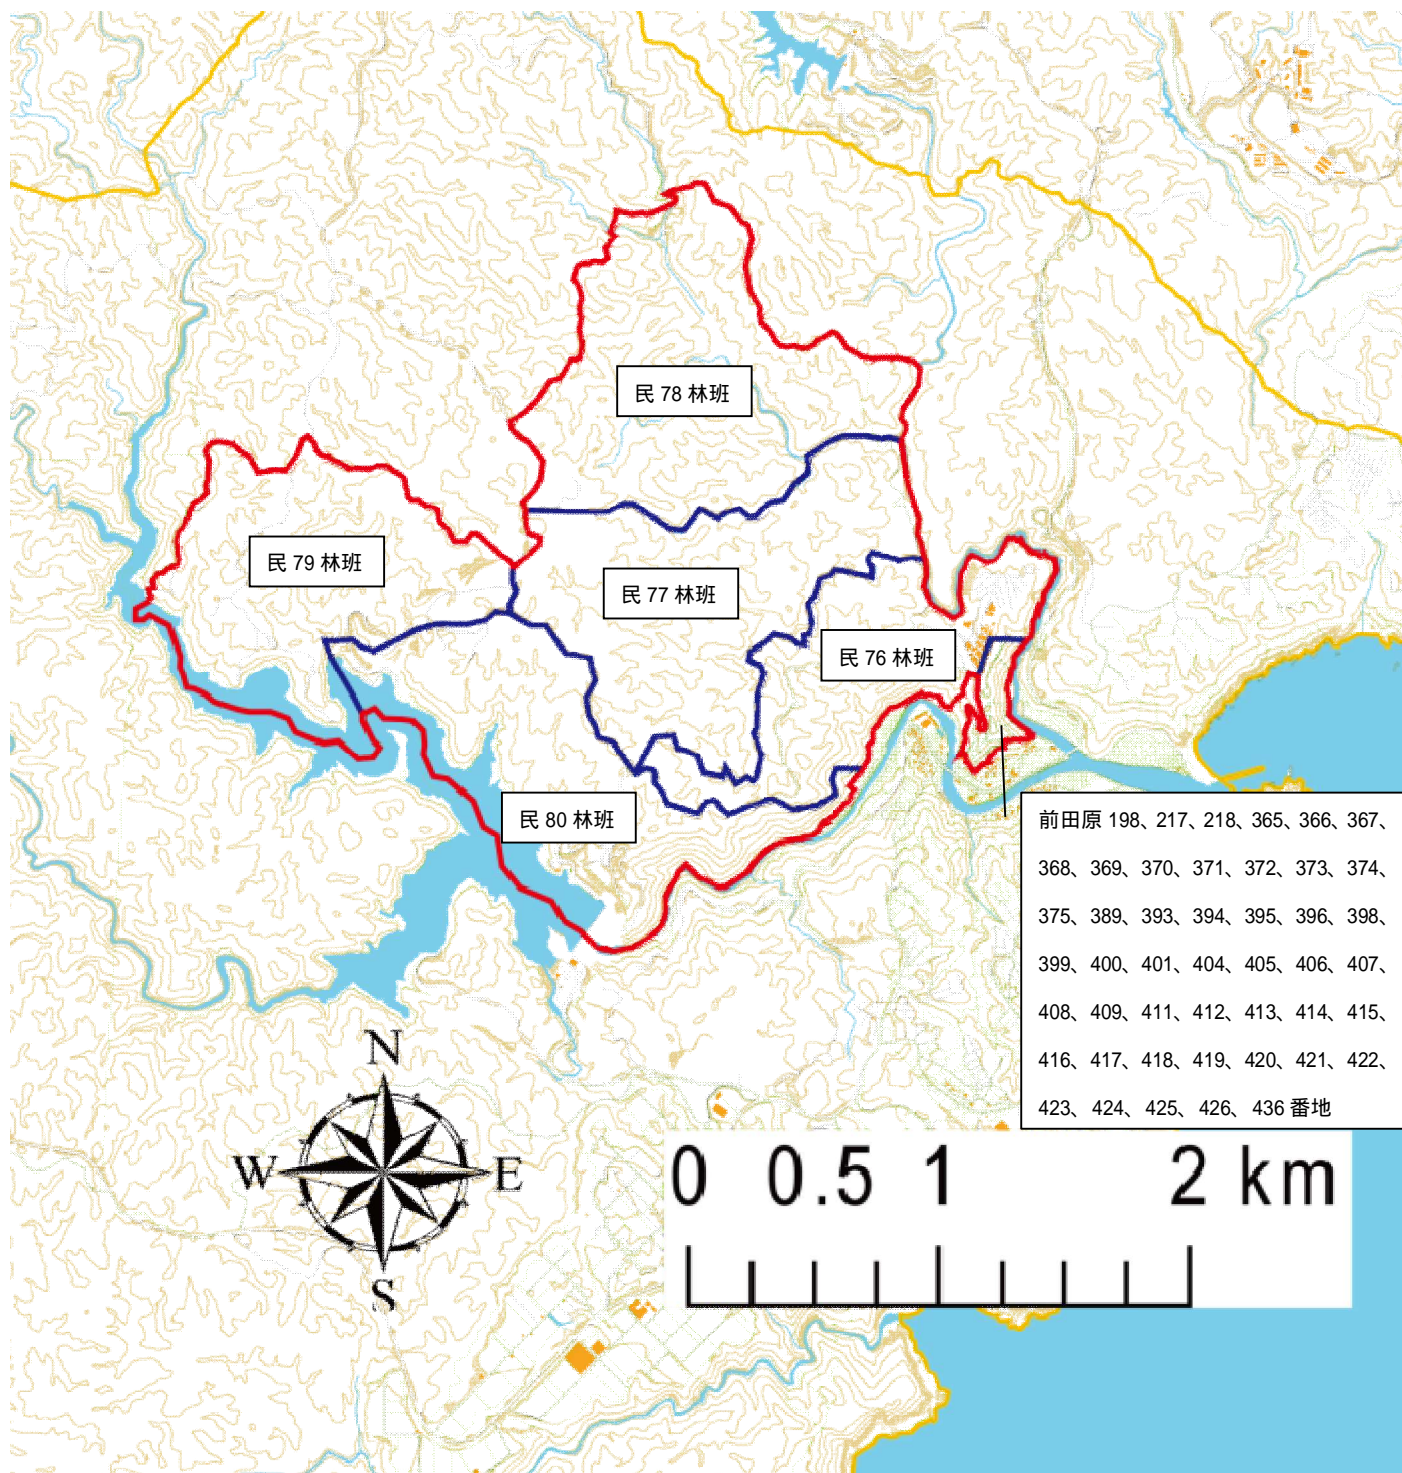 民 78 林班
民 79 林班
民 77 林班
民 76 林班
民 80 林班
前田原 198、217、218、365、366、367、
368、369、370、371、372、373、374、
375、389、393、394、395、396、398、
399、400、401、404、405、406、407、
408、409、411、412、413、414、415、
416、417、418、419、420、421、422、
423、424、425、426、436 番地
N
W E
S
0 0.5 1 2 km